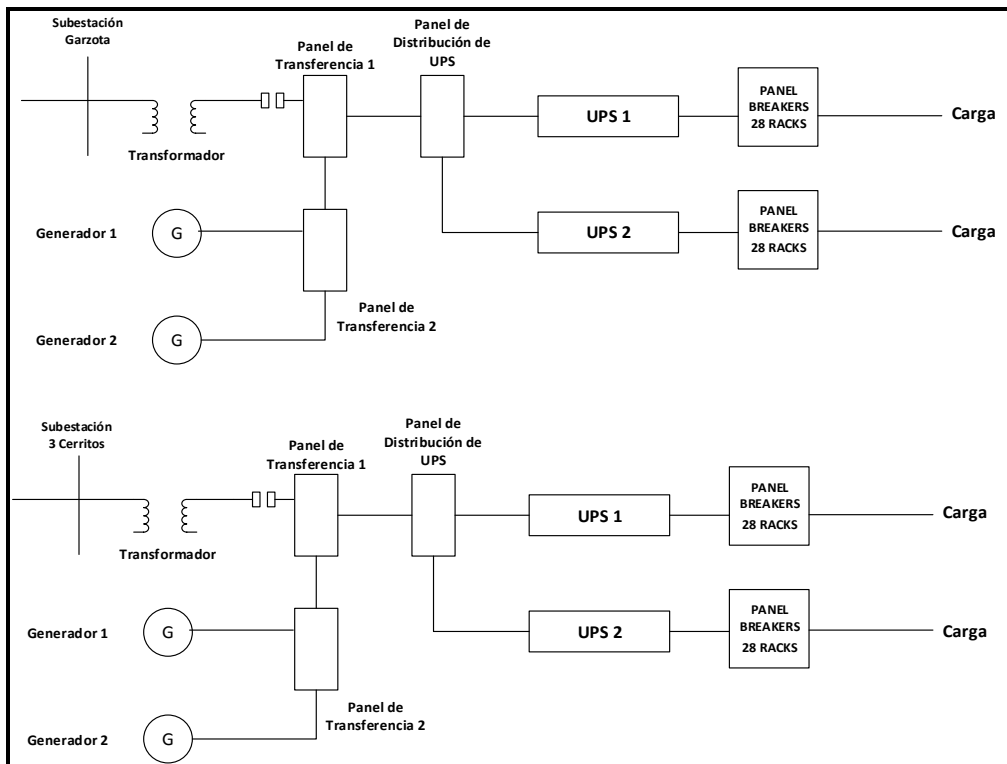 Subestación
Garzota
Panel de
Transferencia 1
Panel de
Distribución de
UPS
Transformador
UPS 1
PANEL
BREAKERS
28 RACKS
Carga
Generador 1
G
UPS 2
PANEL
BREAKERS
28 RACKS
Carga
Panel de
Transferencia 2
Generador 2
G
Subestación
3 Cerritos
Panel de
Transferencia 1
Panel de
Distribución de
UPS
Transformador
UPS 1
PANEL
BREAKERS
28 RACKS
Carga
Generador 1
G
UPS 2
PANEL
BREAKERS
28 RACKS
Carga
Panel de
Transferencia 2
Generador 2
G